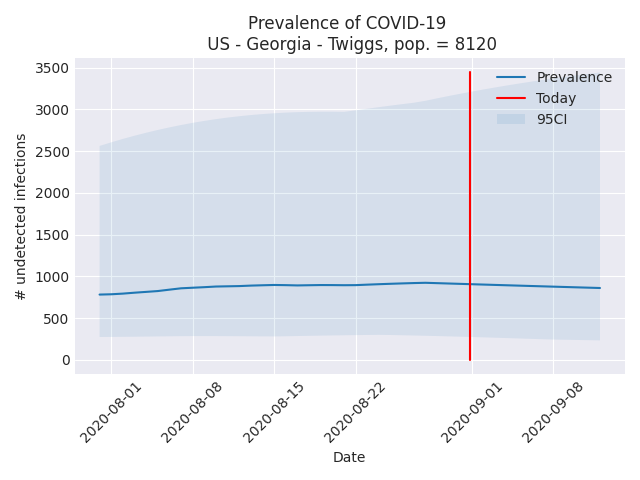 Prevalence of COVID-19
US - Georgia - Twiggs, pop. = 8120
3500
3000
2500
2000
1500
1000
500
0
# undetected infections
Prevalence
Today
95CI
2020-08-01
2020-08-08
2020-08-15
2020-08-22
2020-09-01
2020-09-08
Date